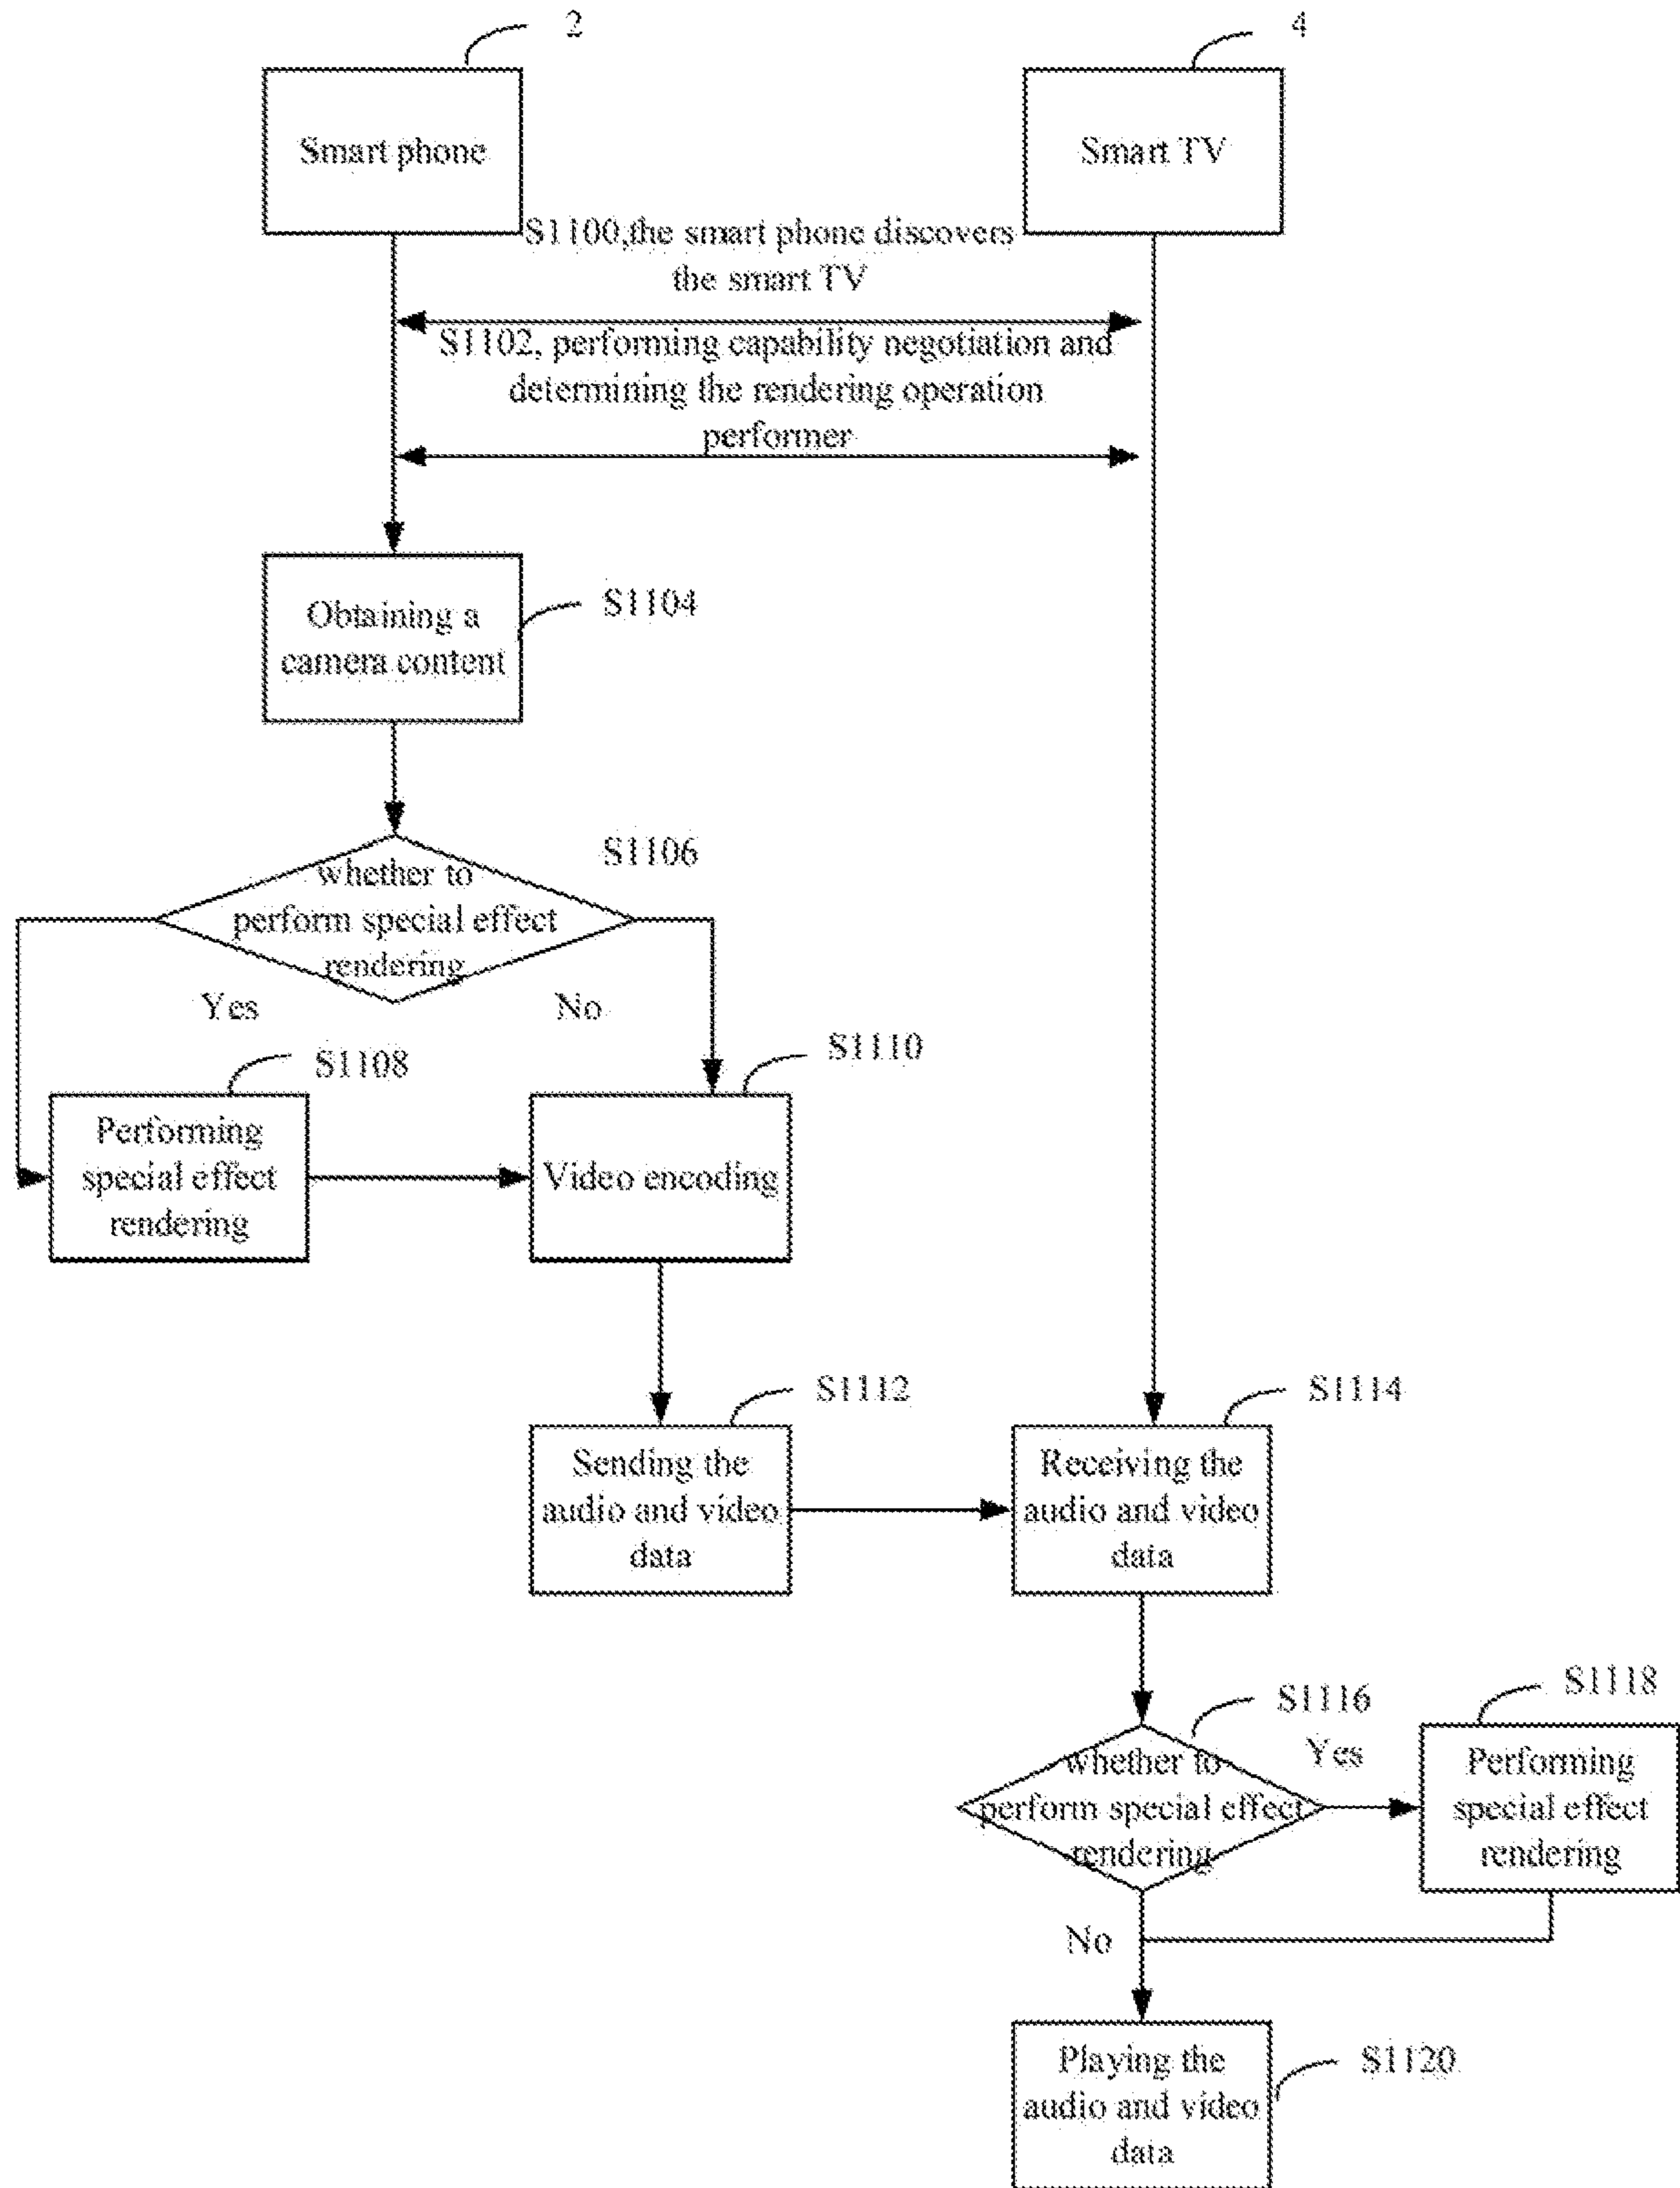 2
4
Smart phone
Smart TV
S1100,the smart phone discovers
the smart TV
S1102, performing capability negotiation and
determining the rendering operation
performer
Obtaining a
camera content
S1104
S1106
whether to
perform special effect
rendering
Yes
No
S1108
S1110
Performing
special effect
rendering
Video encoding
S1112
S1114
Sending the
audio and video
data
Receiving the
audio and video
data
S1116
S1118
whether to
perform special effect
rendering
Yes
Performing
special effect
rendering
No
Playing the
audio and video
data
S1120